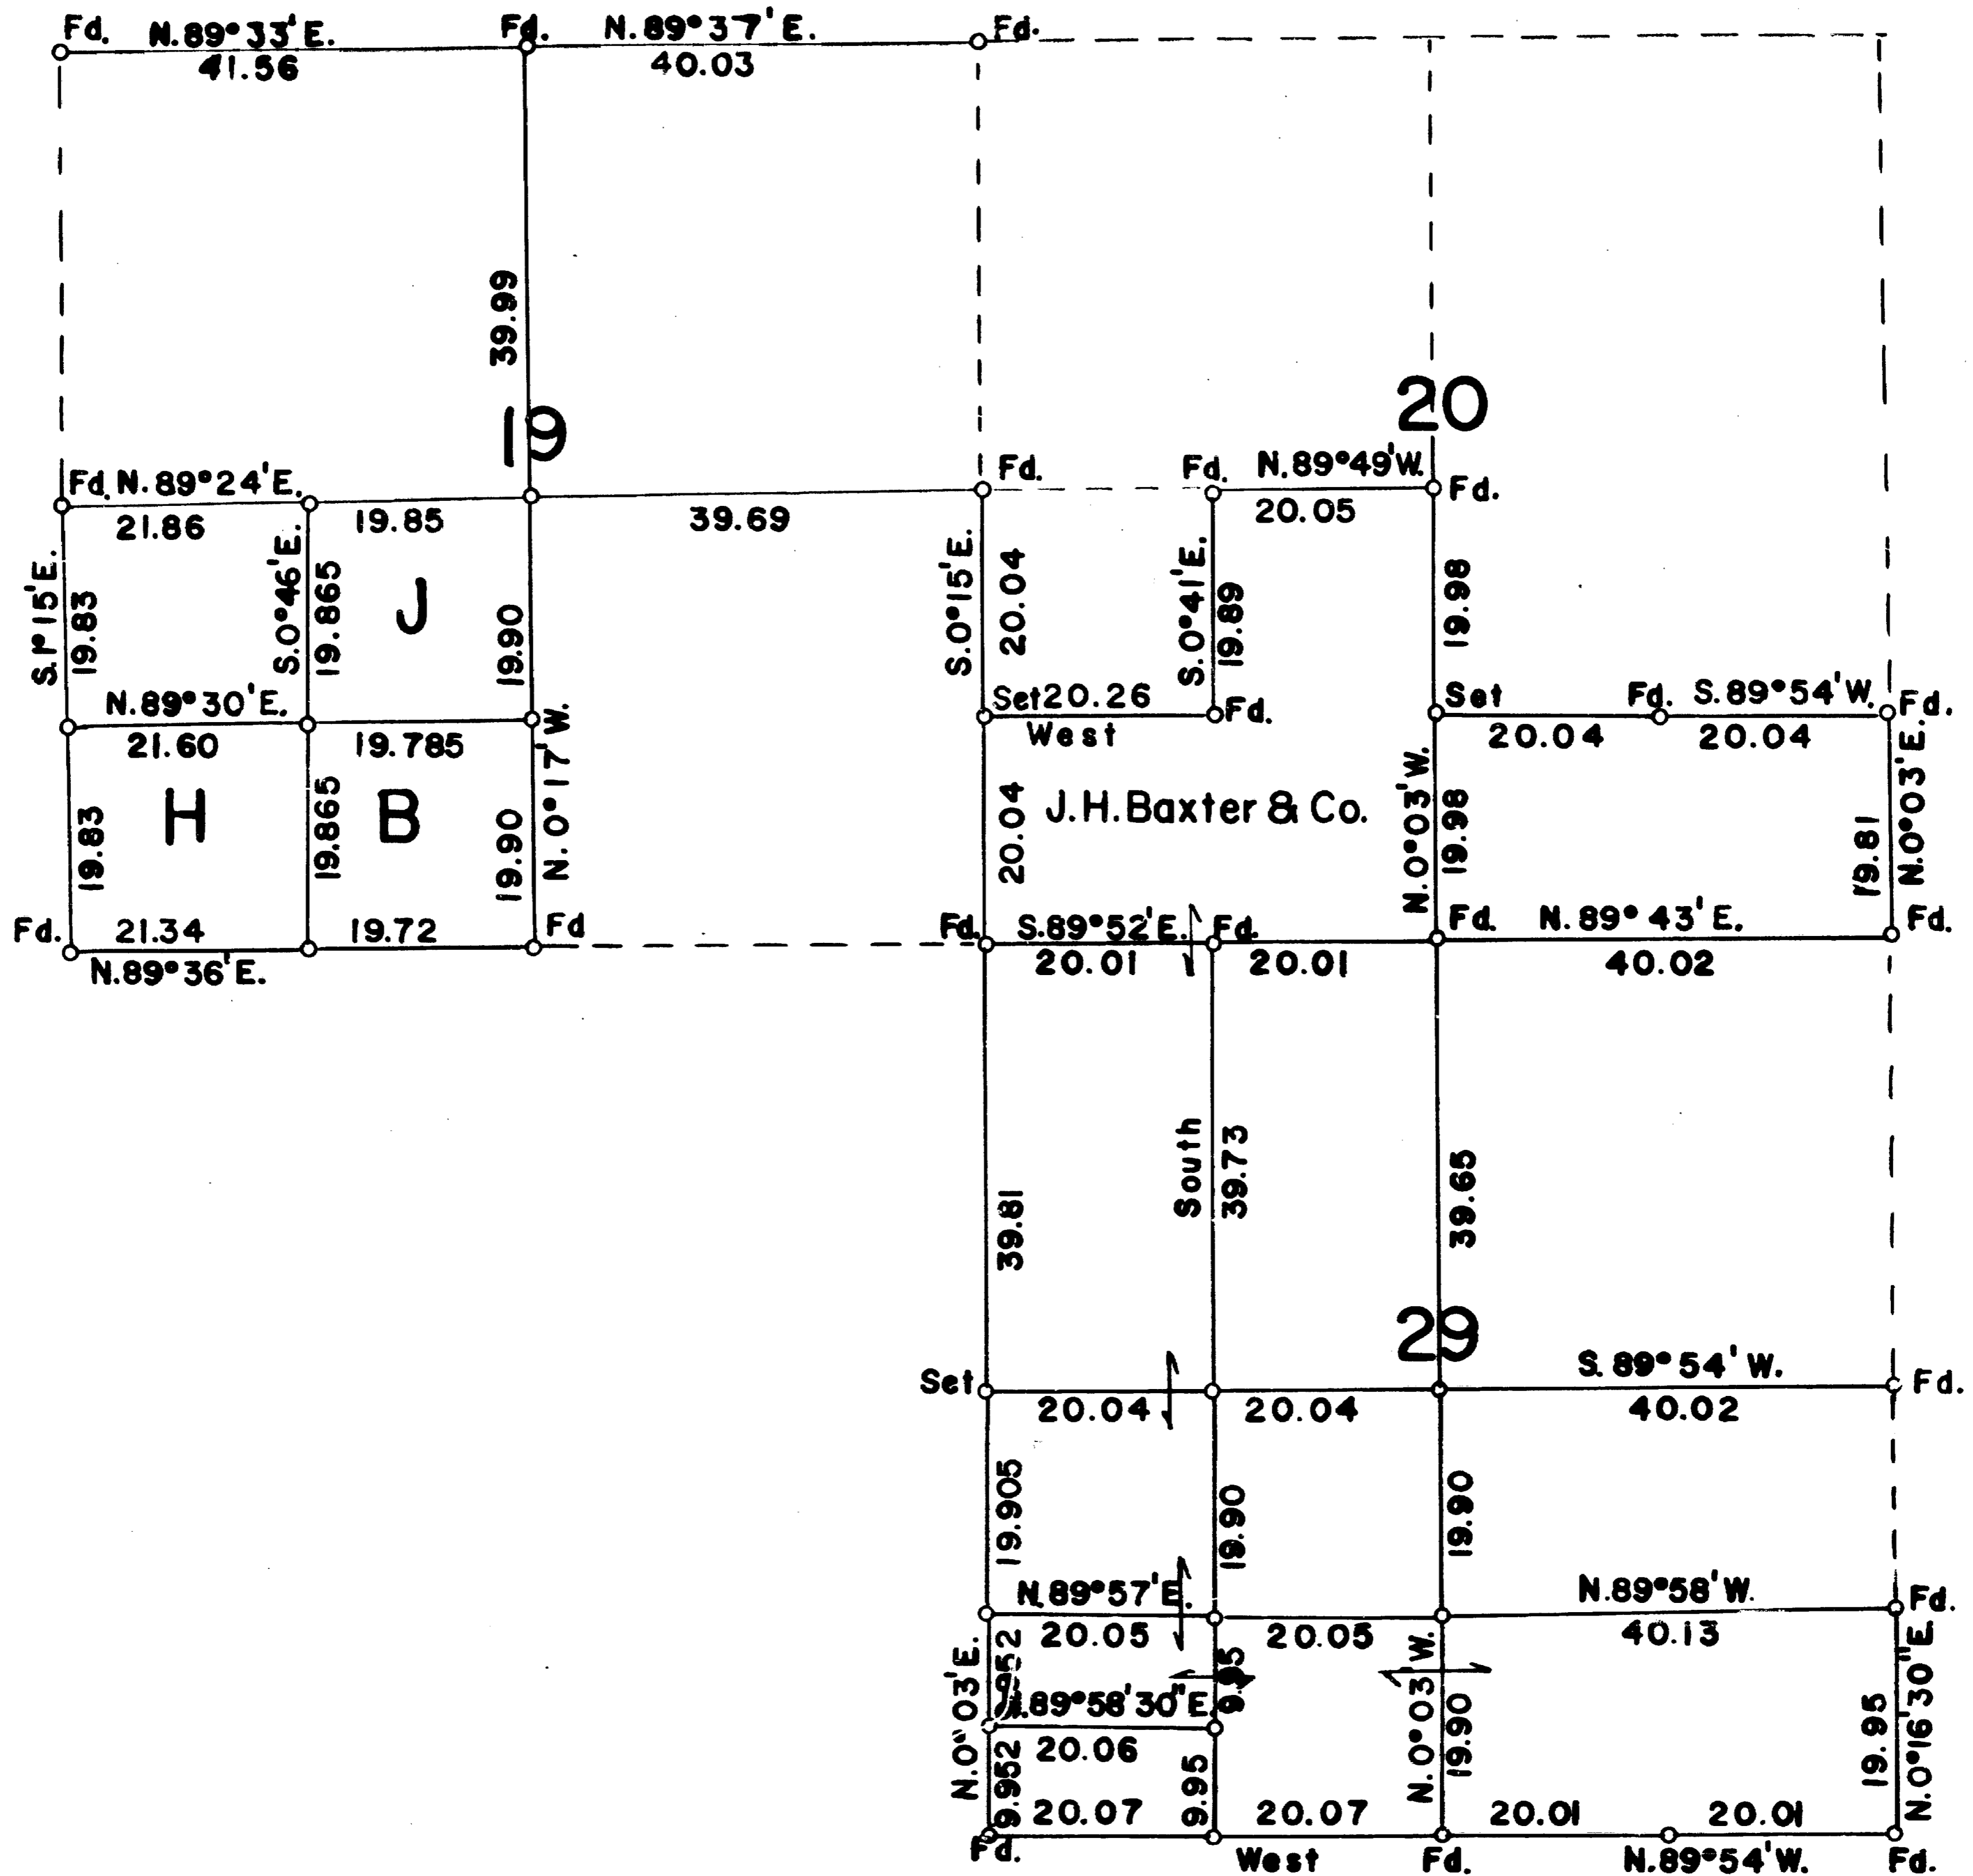 Fd. N.89°33'E. Fd. N.89°37'E. Fd.
41.56 40.03
39.99
19
20
Fd. N.89°24'E. Fd. Fd. N.89°49'W. Fd.
21.86 19.85 39.69 20.05
S.1°15'E.
19.83
S.0°46'E.
19.865
J
19.90
S.0°15'E.
20.04
S.0°41'E.
19.89
19.98
N.89°30'E. Set 20.26 Fd. Set Fd. S.89°54'W. Fd.
21.60 19.785 West 20.04 20.04
H
B
19.83
19.865
19.90
N.0°17'W.
20.04
J.H.Baxter & Co.
N.0°03'W.
19.98
19.81
N.0°03'E.
Fd. 21.34 19.72 Fd Fd. S.89°52'E. Fd. Fd. N.89°43'E. Fd.
N.89°36'E. 20.01 20.01 40.02
39.81
South
39.73
39.65
29
Set S.89°54'W. Fd.
20.04 20.04 40.02
19.905
19.90
19.90
N.89°57'E. N.89°58'W. Fd.
20.05 20.05 40.13
N.0°03'E.
9.95
N.0°03'W.
19.90
19.95
N.0°16'30"E.
.89°58'30"E.
20.06
9.952
9.95
20.07 20.07 20.01 20.01
Fd. West Fd. N.89°54'W. Fd.